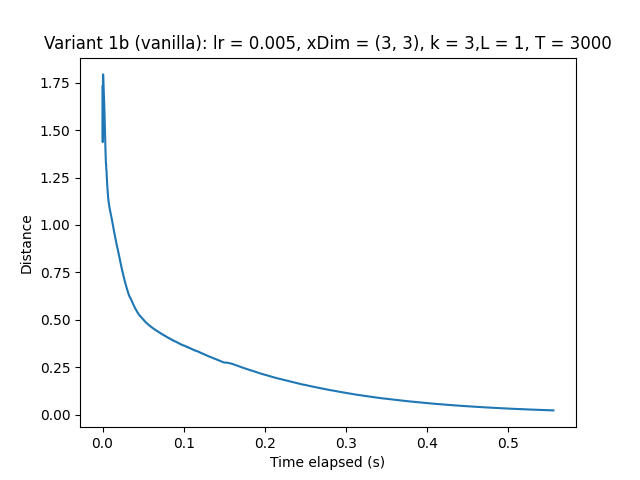 Variant 1b (vanilla): lr = 0.005, xDim = (3, 3), k = 3,L = 1, T = 3000
1.75
1.50
1.25
1.00
0.75
0.50
0.25
0.00
Distance
0.0 0.1 0.2 0.3 0.4 0.5
Time elapsed (s)